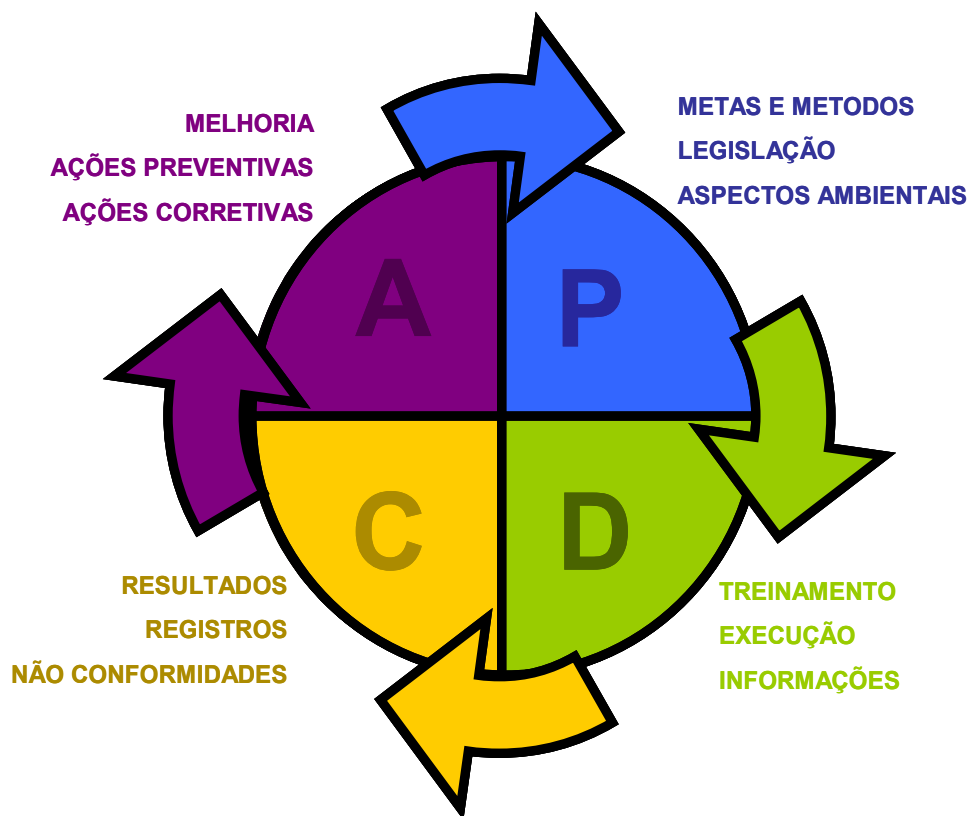 MELHORIA
AÇÕES PREVENTIVAS
AÇÕES CORRETIVAS
METAS E METODOS
LEGISLAÇÃO
ASPECTOS AMBIENTAIS
A
P
C
D
RESULTADOS
REGISTROS
NÃO CONFORMIDADES
TREINAMENTO
EXECUÇÃO
INFORMAÇÕES